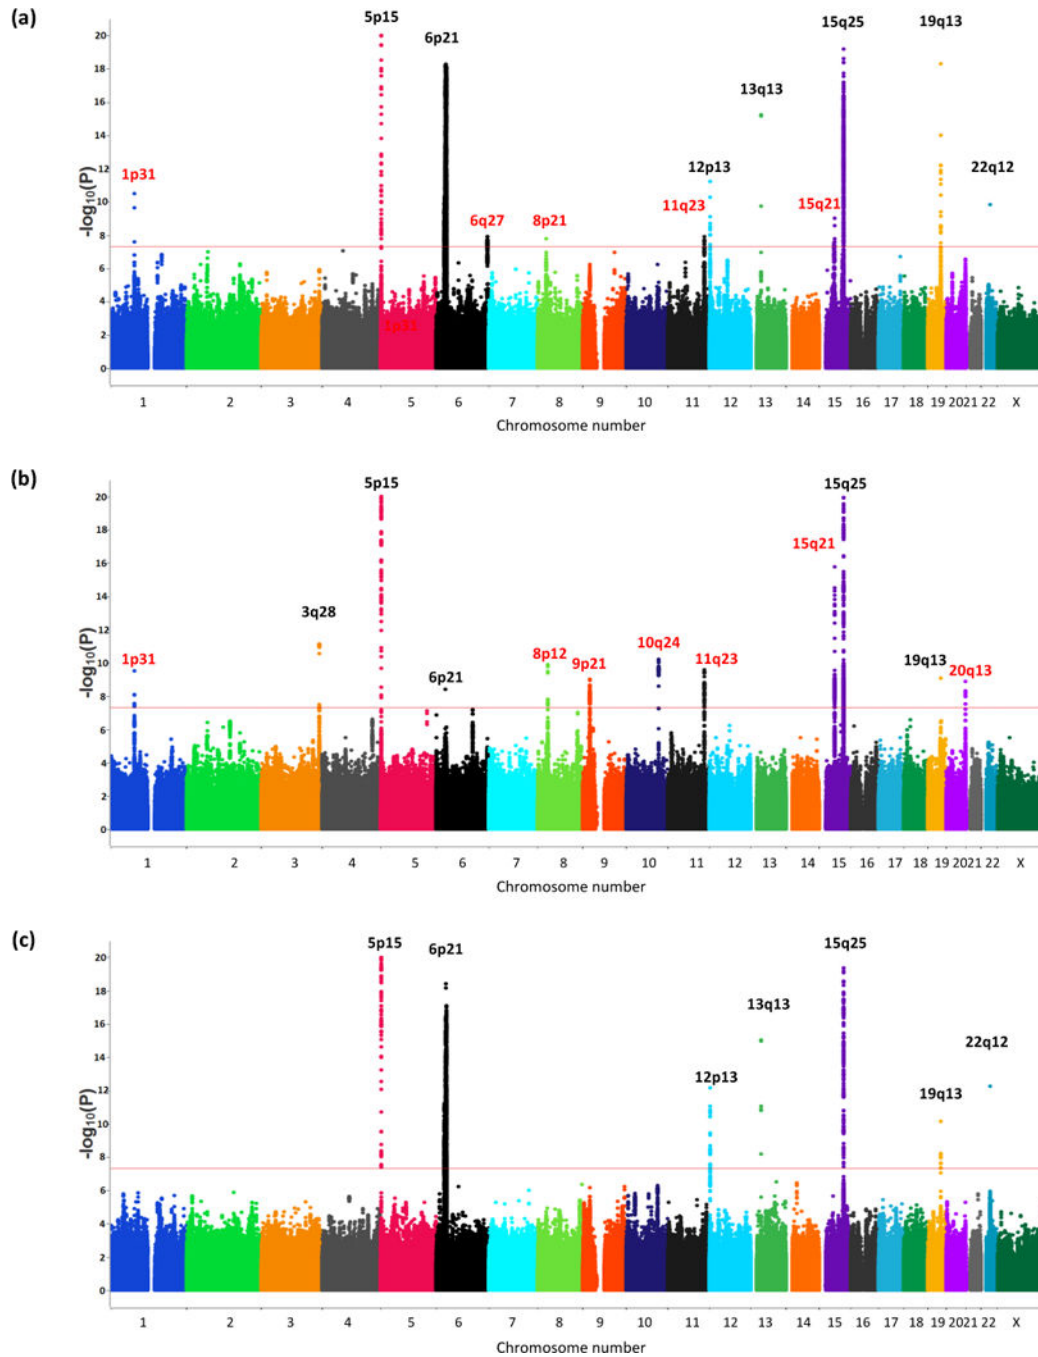 (a)
5p15
6p21
15q25
19q13
13q13
12p13
22q12
1p31
6q27
8p21
11q23
15q21
1p31
-log10(P)
20
18
16
14
12
10
8
6
4
2
0
1 2 3 4 5 6 7 8 9 10 11 12 13 14 15 16 17 18 19 20 21 22 X
Chromosome number
(b)
5p15
15q25
15q21
3q28
1p31
6p21
8p12
9p21
10q24
11q23
19q13
20q13
-log10(P)
20
18
16
14
12
10
8
6
4
2
0
1 2 3 4 5 6 7 8 9 10 11 12 13 14 15 16 17 18 19 20 21 22 X
Chromosome number
(c)
5p15
6p21
15q25
13q13
22q12
12p13
19q13
-log10(P)
20
18
16
14
12
10
8
6
4
2
0
1 2 3 4 5 6 7 8 9 10 11 12 13 14 15 16 17 18 19 20 21 22 X
Chromosome number